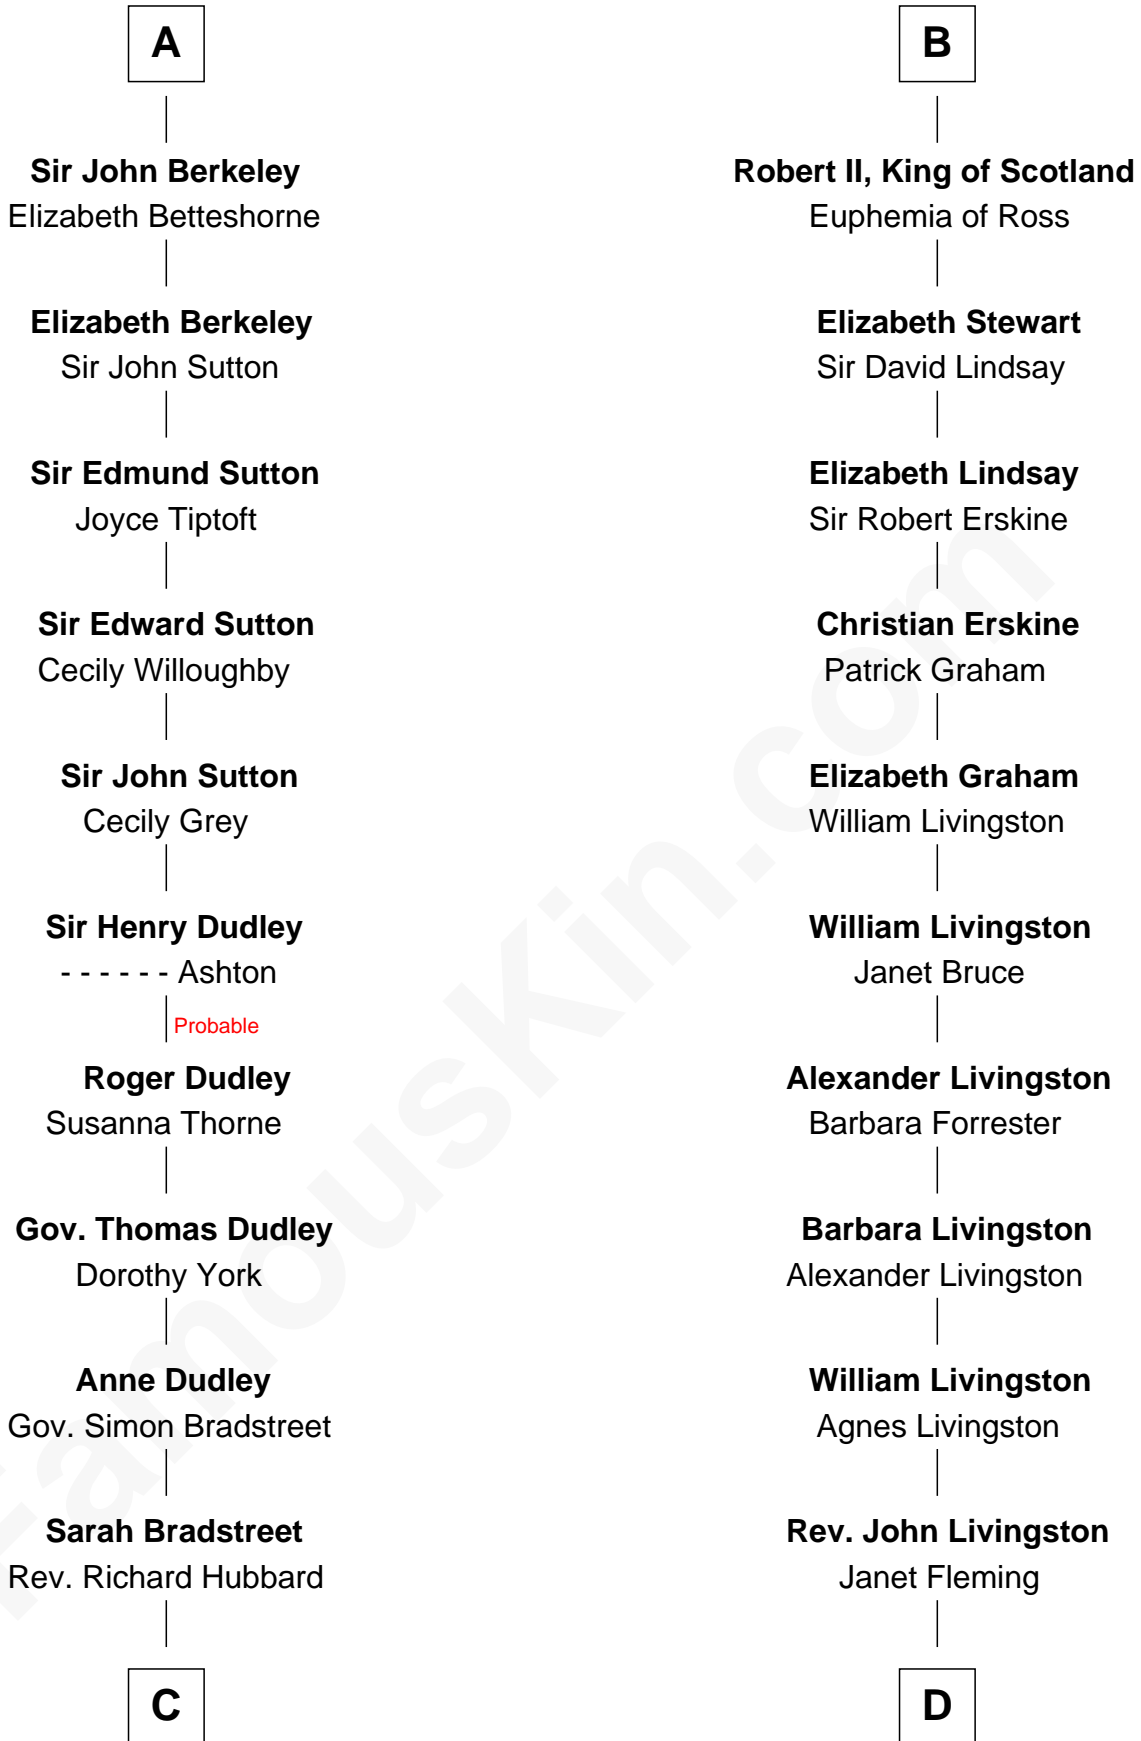 A
Sir John Berkeley
Elizabeth Betteshorne
Elizabeth Berkeley
Sir John Sutton
Sir Edmund Sutton
Joyce Tiptoft
Sir Edward Sutton
Cecily Willoughby
Sir John Sutton
Cecily Grey
Sir Henry Dudley
- - - - - - Ashton
Probable
Roger Dudley
Susanna Thorne
Gov. Thomas Dudley
Dorothy York
Anne Dudley
Gov. Simon Bradstreet
Sarah Bradstreet
Rev. Richard Hubbard
C
B
Robert II, King of Scotland
Euphemia of Ross
Elizabeth Stewart
Sir David Lindsay
Elizabeth Lindsay
Sir Robert Erskine
Christian Erskine
Patrick Graham
Elizabeth Graham
William Livingston
William Livingston
Janet Bruce
Alexander Livingston
Barbara Forrester
Barbara Livingston
Alexander Livingston
William Livingston
Agnes Livingston
Rev. John Livingston
Janet Fleming
D
FamousKin.com